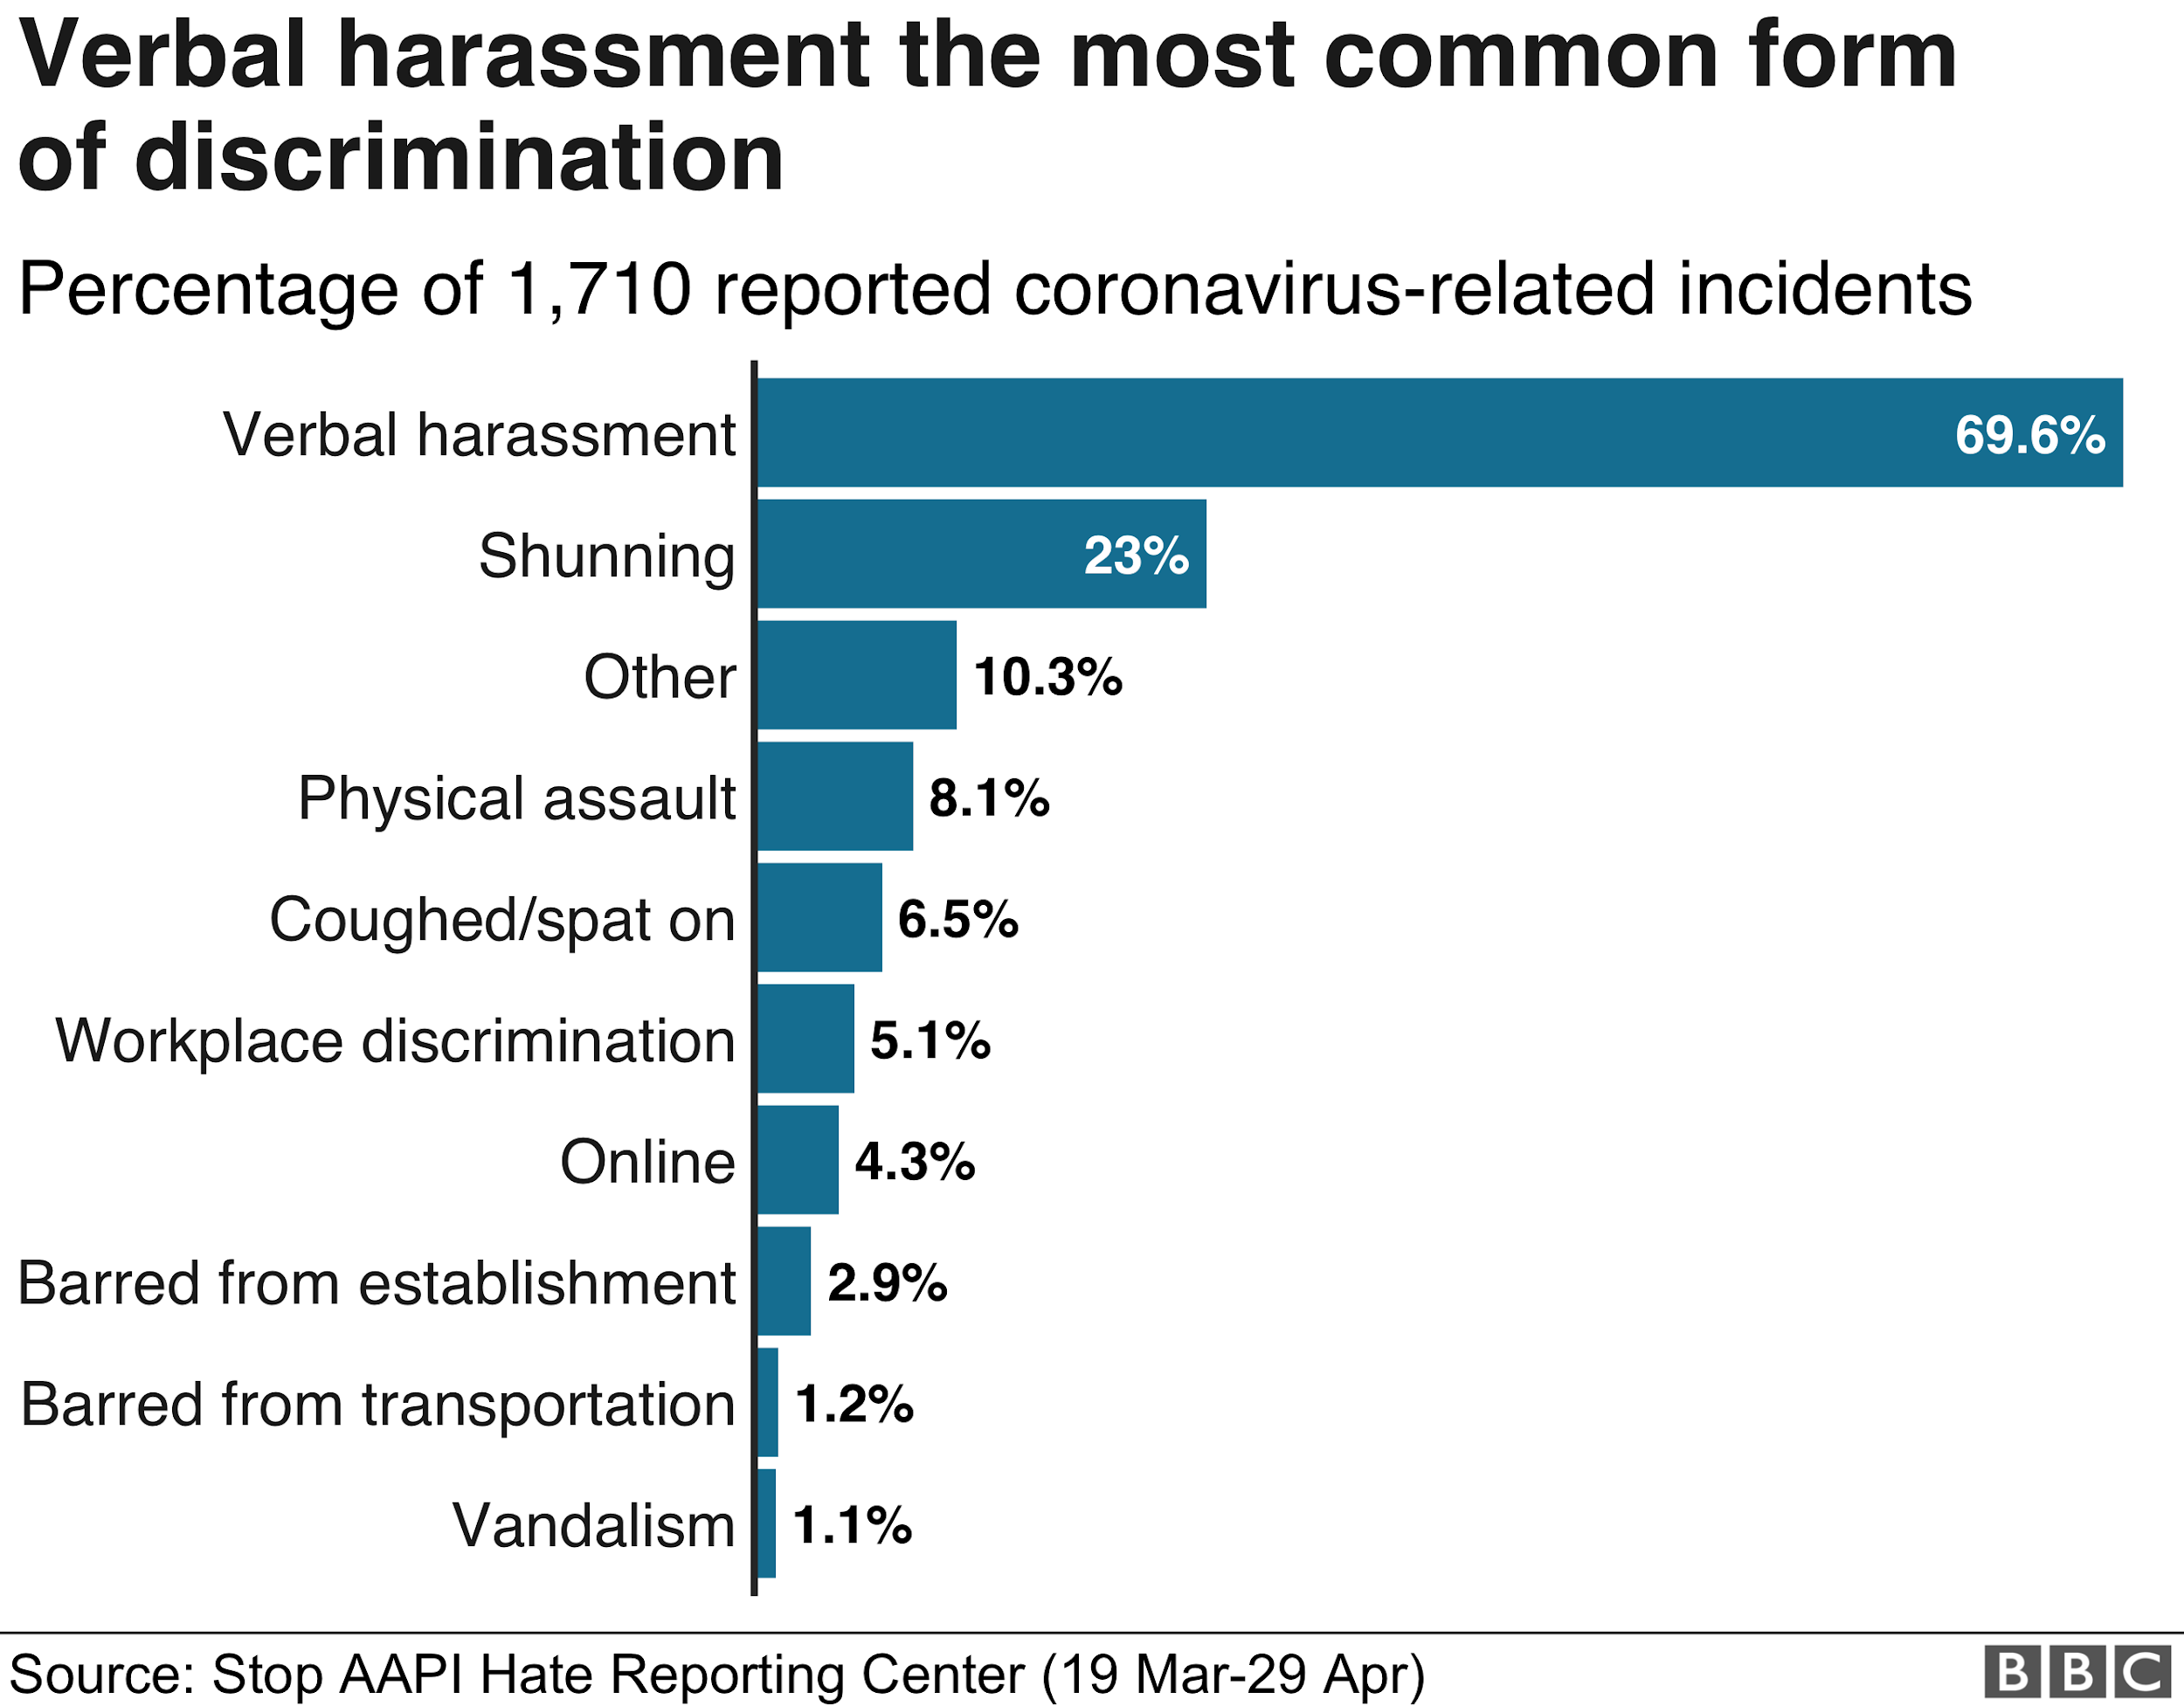 Verbal harassment the most common form
of discrimination
Percentage of 1,710 reported coronavirus-related incidents
Verbal harassment 69.6%
Shunning 23%
Other 10.3%
Physical assault 8.1%
Coughed/spat on 6.5%
Workplace discrimination 5.1%
Online 4.3%
Barred from establishment 2.9%
Barred from transportation 1.2%
Vandalism 1.1%
Source: Stop AAPI Hate Reporting Center (19 Mar-29 Apr) BBC